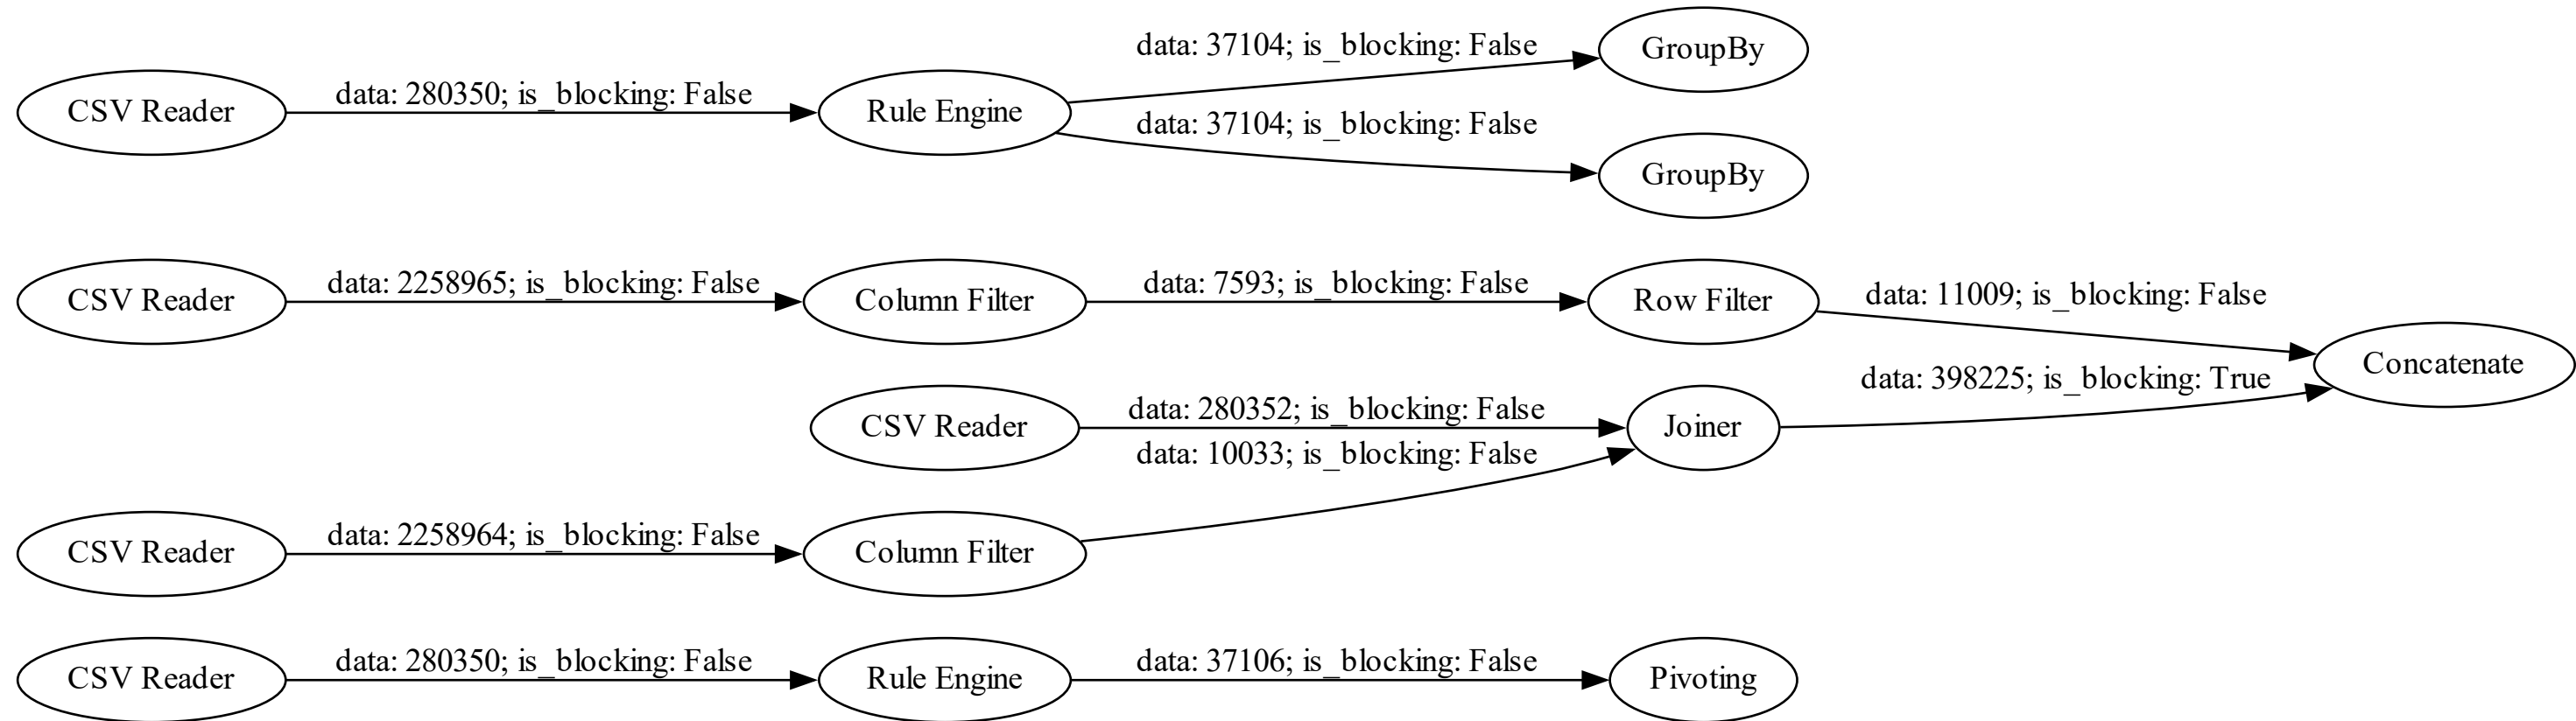 data: 37104; is_blocking: False
GroupBy
CSV Reader
data: 280350; is_blocking: False
Rule Engine
data: 37104; is_blocking: False
GroupBy
CSV Reader
data: 2258965; is_blocking: False
Column Filter
data: 7593; is_blocking: False
Row Filter
data: 11009; is_blocking: False
Concatenate
data: 398225; is_blocking: True
CSV Reader
data: 280352; is_blocking: False
Joiner
data: 10033; is_blocking: False
CSV Reader
data: 2258964; is_blocking: False
Column Filter
CSV Reader
data: 280350; is_blocking: False
Rule Engine
data: 37106; is_blocking: False
Pivoting